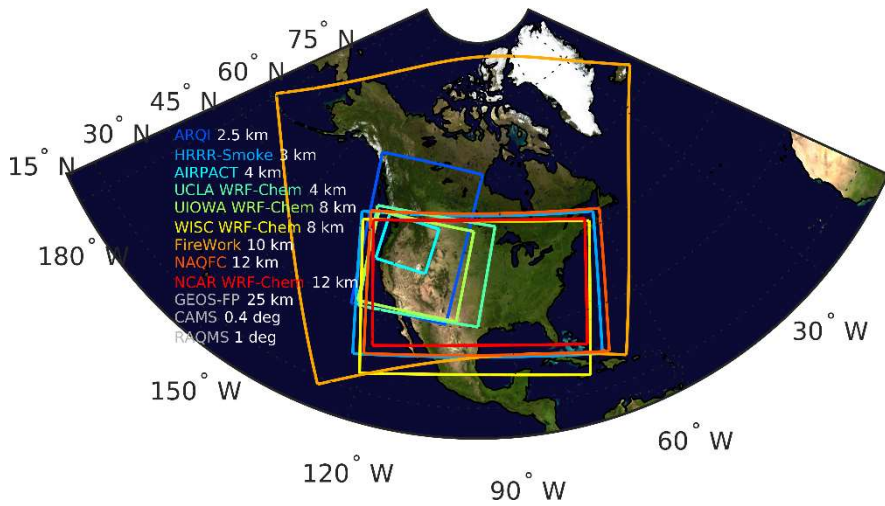 75° N
60° N
45° N
30° N
15° N
ARQI 2.5 km
HRRR-Smoke 3 km
AIRPACT 4 km
UCLA WRF-Chem 4 km
UIOWA WRF-Chem 8 km
WISC WRF-Chem 8 km
FireWork 10 km
NAQFC 12 km
NCAR WRF-Chem 12 km
GEOS-FP 25 km
CAMS 0.4 deg
RAQMS 1 deg
180° W
150° W
120° W
90° W
60° W
30° W